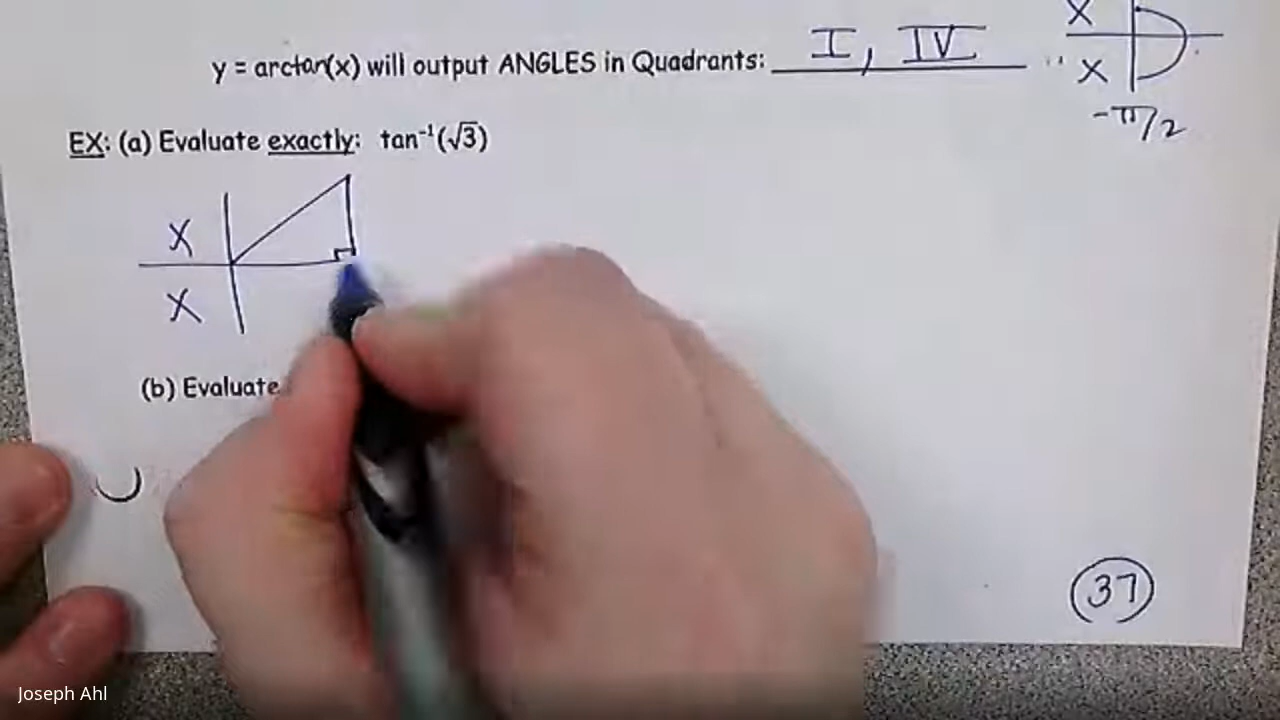 y = arctan(x) will output ANGLES in Quadrants: I, IV
X
X
-π/2
EX: (a) Evaluate exactly: tan⁻¹(√3)
X
X
(b) Evaluate
37
Joseph Ahl